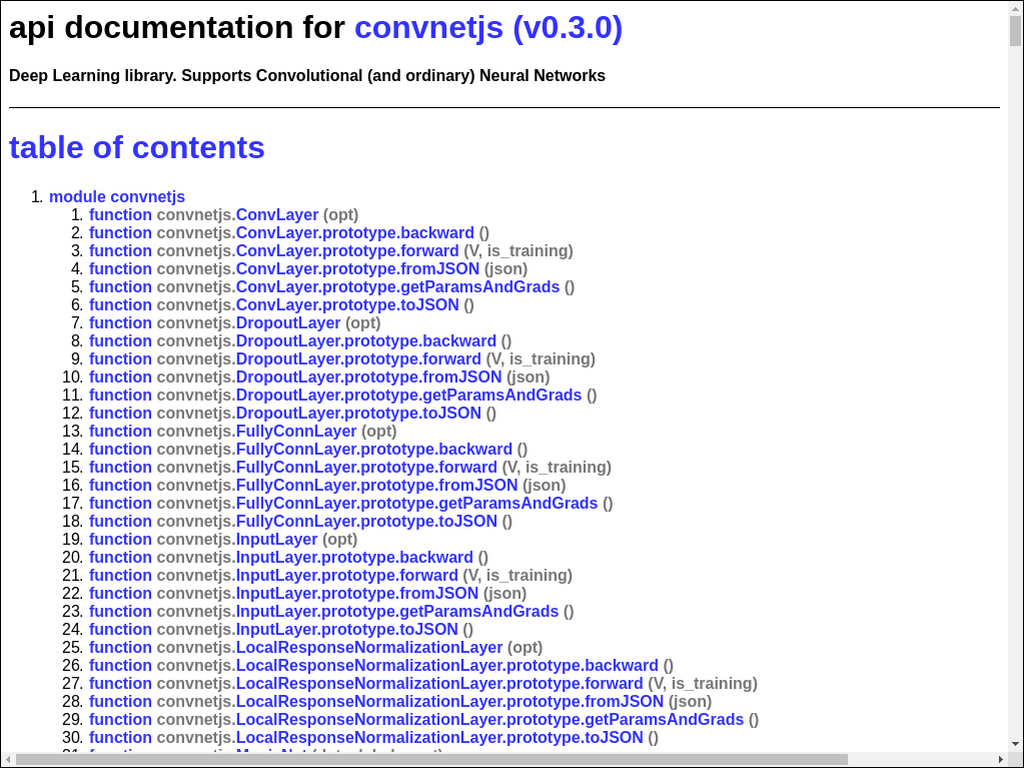 api documentation for convnetjs (v0.3.0)
Deep Learning library. Supports Convolutional (and ordinary) Neural Networks
table of contents
1. module convnetjs
1. function convnetjs.ConvLayer (opt)
2. function convnetjs.ConvLayer.prototype.backward ()
3. function convnetjs.ConvLayer.prototype.forward (V, is_training)
4. function convnetjs.ConvLayer.prototype.fromJSON (json)
5. function convnetjs.ConvLayer.prototype.getParamsAndGrads ()
6. function convnetjs.ConvLayer.prototype.toJSON ()
7. function convnetjs.DropoutLayer (opt)
8. function convnetjs.DropoutLayer.prototype.backward ()
9. function convnetjs.DropoutLayer.prototype.forward (V, is_training)
10. function convnetjs.DropoutLayer.prototype.fromJSON (json)
11. function convnetjs.DropoutLayer.prototype.getParamsAndGrads ()
12. function convnetjs.DropoutLayer.prototype.toJSON ()
13. function convnetjs.FullyConnLayer (opt)
14. function convnetjs.FullyConnLayer.prototype.backward ()
15. function convnetjs.FullyConnLayer.prototype.forward (V, is_training)
16. function convnetjs.FullyConnLayer.prototype.fromJSON (json)
17. function convnetjs.FullyConnLayer.prototype.getParamsAndGrads ()
18. function convnetjs.FullyConnLayer.prototype.toJSON ()
19. function convnetjs.InputLayer (opt)
20. function convnetjs.InputLayer.prototype.backward ()
21. function convnetjs.InputLayer.prototype.forward (V, is_training)
22. function convnetjs.InputLayer.prototype.fromJSON (json)
23. function convnetjs.InputLayer.prototype.getParamsAndGrads ()
24. function convnetjs.InputLayer.prototype.toJSON ()
25. function convnetjs.LocalResponseNormalizationLayer (opt)
26. function convnetjs.LocalResponseNormalizationLayer.prototype.backward ()
27. function convnetjs.LocalResponseNormalizationLayer.prototype.forward (V, is_training)
28. function convnetjs.LocalResponseNormalizationLayer.prototype.fromJSON (json)
29. function convnetjs.LocalResponseNormalizationLayer.prototype.getParamsAndGrads ()
30. function convnetjs.LocalResponseNormalizationLayer.prototype.toJSON ()